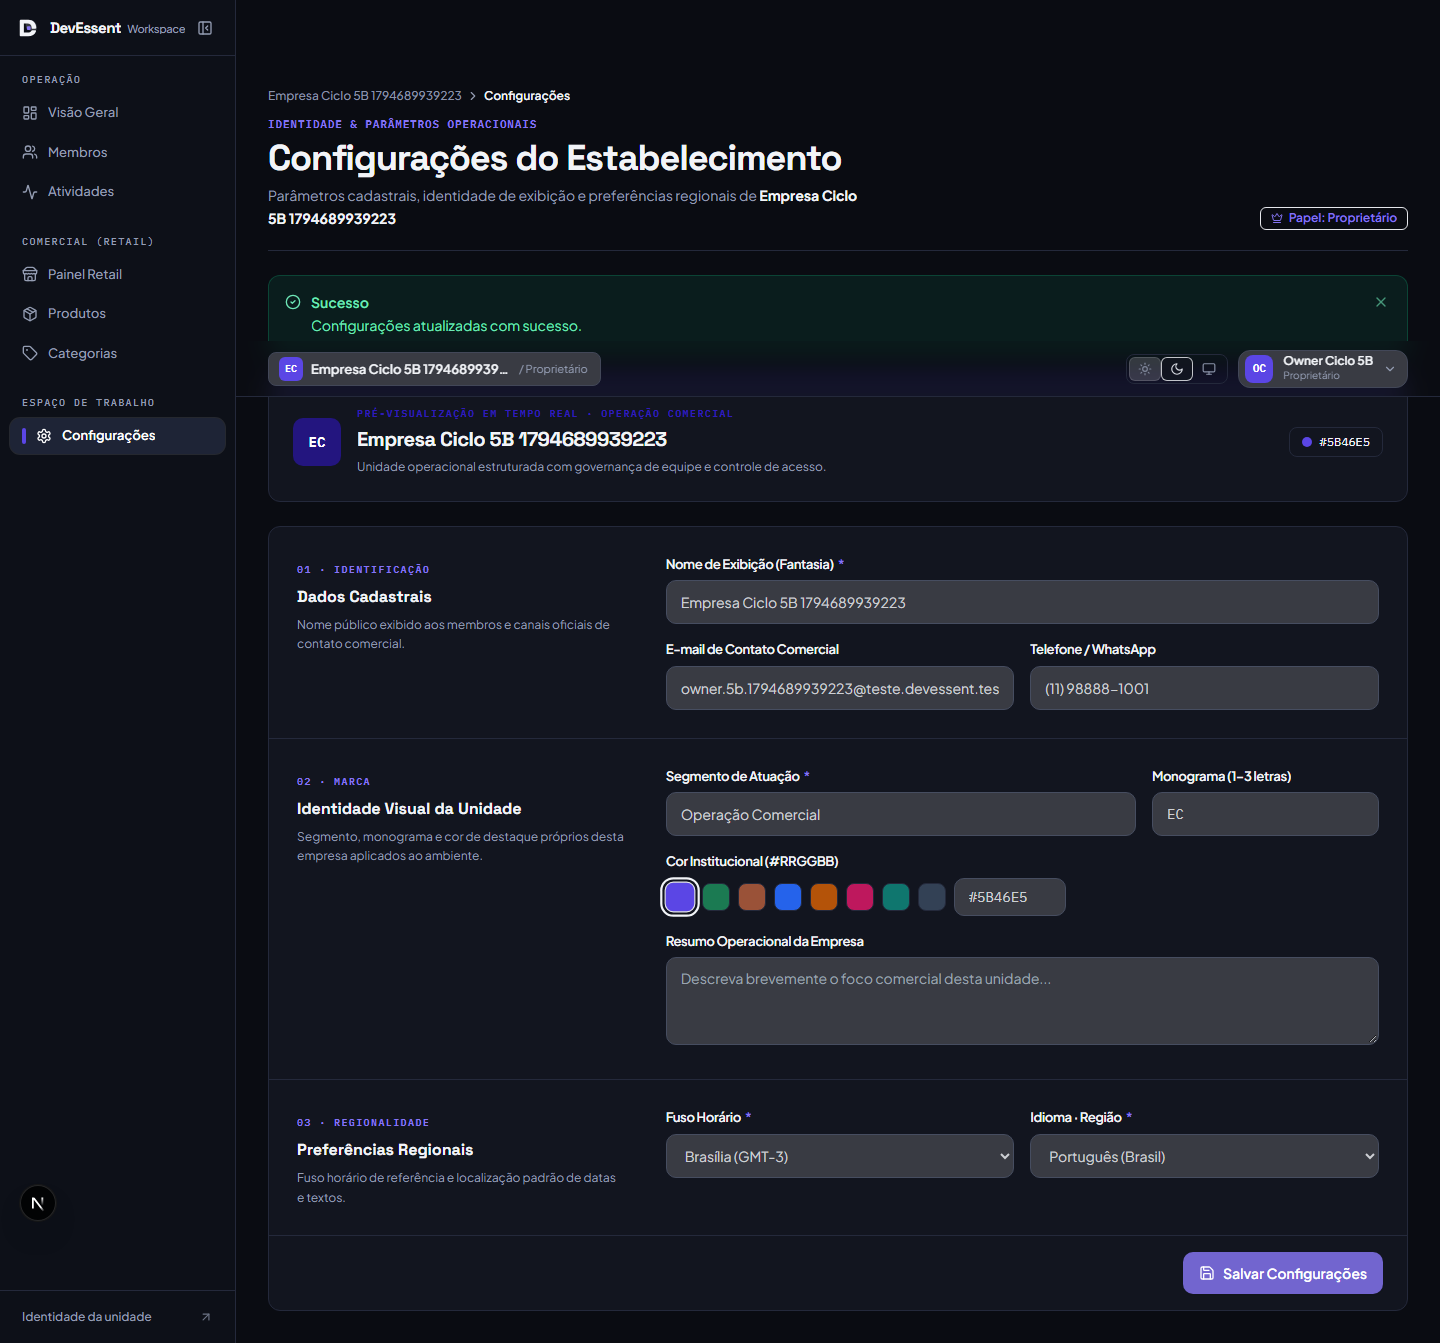 DevEssent Workspace
OPERAÇÃO
Visão Geral
Membros
Atividades
COMERCIAL (RETAIL)
Painel Retail
Produtos
Categorias
ESPAÇO DE TRABALHO
Configurações
Identidade da unidade
Empresa Ciclo 5B 1794689939223 > Configurações
IDENTIDADE & PARÂMETROS OPERACIONAIS
Configurações do Estabelecimento
Parâmetros cadastrais, identidade de exibição e preferências regionais de Empresa Ciclo
5B 1794689939223
Papel: Proprietário
Sucesso
Configurações atualizadas com sucesso.
EC Empresa Ciclo 5B 1794689939... / Proprietário
OC Owner Ciclo 5B
Proprietário
PRÉ-VISUALIZAÇÃO EM TEMPO REAL · OPERAÇÃO COMERCIAL
EC Empresa Ciclo 5B 1794689939223
#5B46E5
Unidade operacional estruturada com governança de equipe e controle de acesso.
01 · IDENTIFICAÇÃO
Dados Cadastrais
Nome público exibido aos membros e canais oficiais de
contato comercial.
Nome de Exibição (Fantasia) *
Empresa Ciclo 5B 1794689939223
E-mail de Contato Comercial
owner.5b.1794689939223@teste.devessent.tes
Telefone / WhatsApp
(11) 98888-1001
02 · MARCA
Identidade Visual da Unidade
Segmento, monograma e cor de destaque próprios desta
empresa aplicados ao ambiente.
Segmento de Atuação *
Operação Comercial
Monograma (1-3 letras)
EC
Cor Institucional (#RRGGBB)
#5B46E5
Resumo Operacional da Empresa
Descreva brevemente o foco comercial desta unidade...
03 · REGIONALIDADE
Preferências Regionais
Fuso horário de referência e localização padrão de datas
e textos.
Fuso Horário *
Brasília (GMT-3)
Idioma · Região *
Português (Brasil)
Salvar Configurações